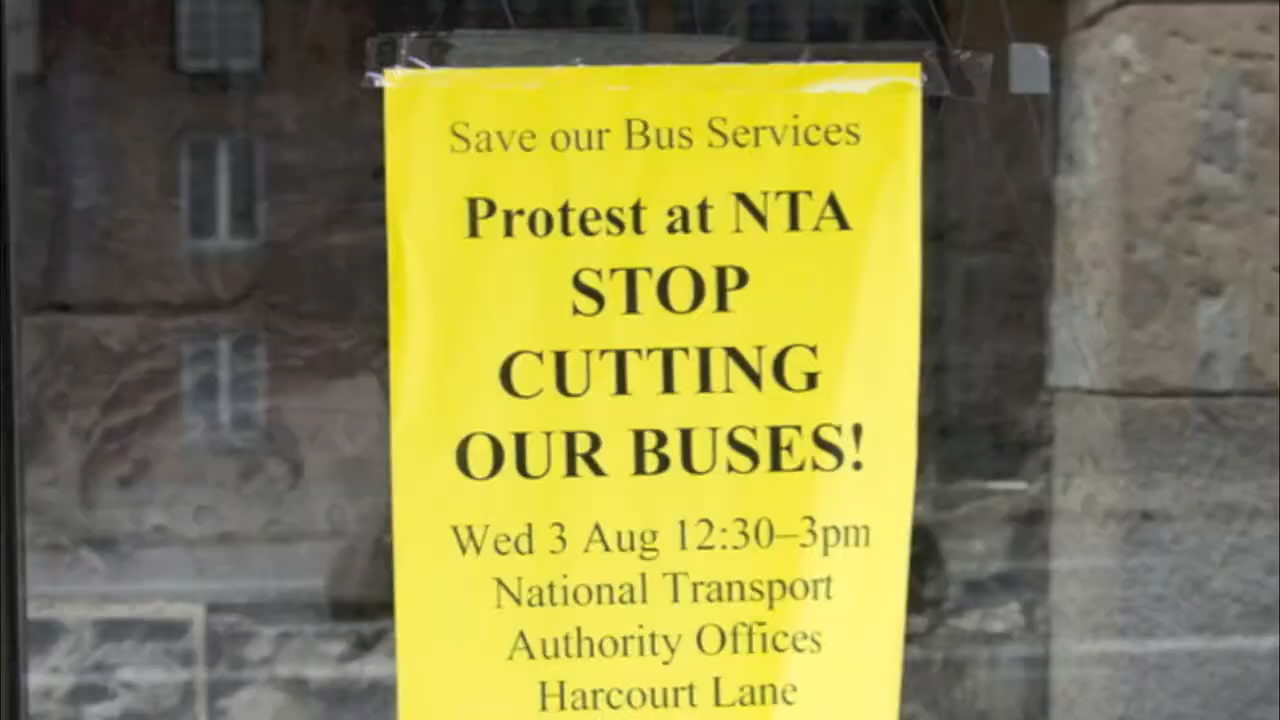 Save our Bus Services
Protest at NTA
STOP
CUTTING
OUR BUSES!
Wed 3 Aug 12:30–3pm
National Transport
Authority Offices
Harcourt Lane